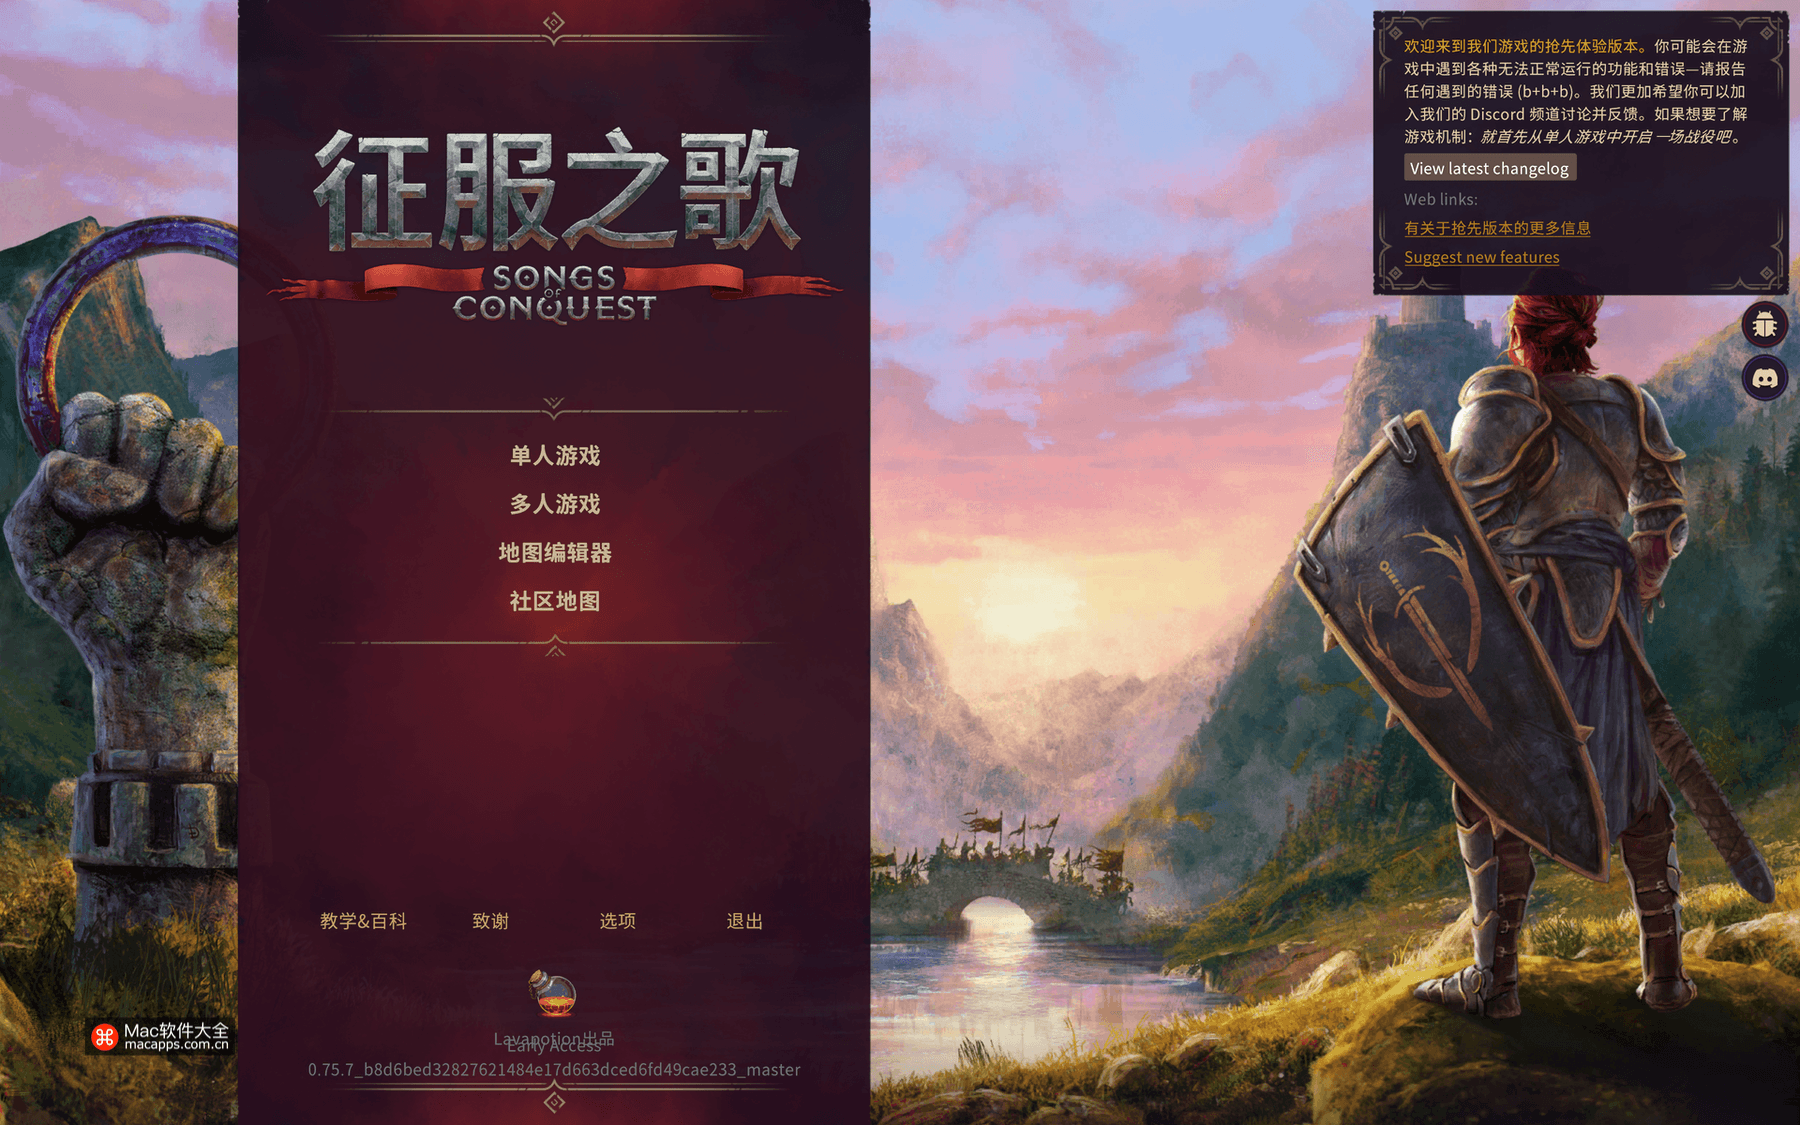 征服之歌
SONGS
OF
CONQUEST
单人游戏
多人游戏
地图编辑器
社区地图
教学&百科 致谢 选项 退出
Lavapotion出品
Early Access
0.75.7_b8d6bed32827621484e17d663dced6fd49cae233_master
欢迎来到我们游戏的抢先体验版本。你可能会在游
戏中遇到各种无法正常运行的功能和错误—请报告
任何遇到的错误 (b+b+b)。我们更加希望你可以加
入我们的 Discord 频道讨论并反馈。如果想要了解
游戏机制：就首先从单人游戏中开启一场战役吧。
View latest changelog
Web links:
有关于抢先版本的更多信息
Suggest new features
Mac软件大全
macapps.com.cn